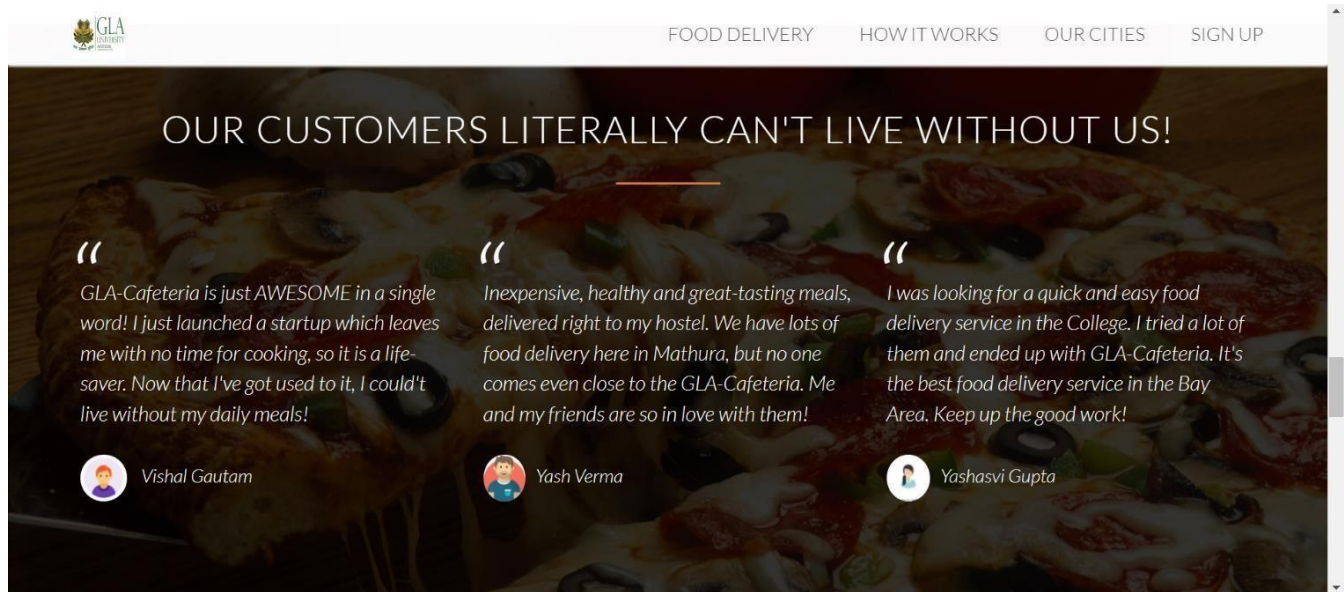 GLA
UNIVERSITY
FOOD DELIVERY HOW IT WORKS OUR CITIES SIGN UP
OUR CUSTOMERS LITERALLY CAN'T LIVE WITHOUT US!
“
GLA-Cafeteria is just AWESOME in a single
word! I just launched a startup which leaves
me with no time for cooking, so it is a life-
saver. Now that I've got used to it, I could't
live without my daily meals!
Vishal Gautam
“
Inexpensive, healthy and great-tasting meals,
delivered right to my hostel. We have lots of
food delivery here in Mathura, but no one
comes even close to the GLA-Cafeteria. Me
and my friends are so in love with them!
Yash Verma
“
I was looking for a quick and easy food
delivery service in the College. I tried a lot of
them and ended up with GLA-Cafeteria. It's
the best food delivery service in the Bay
Area. Keep up the good work!
Yashasvi Gupta